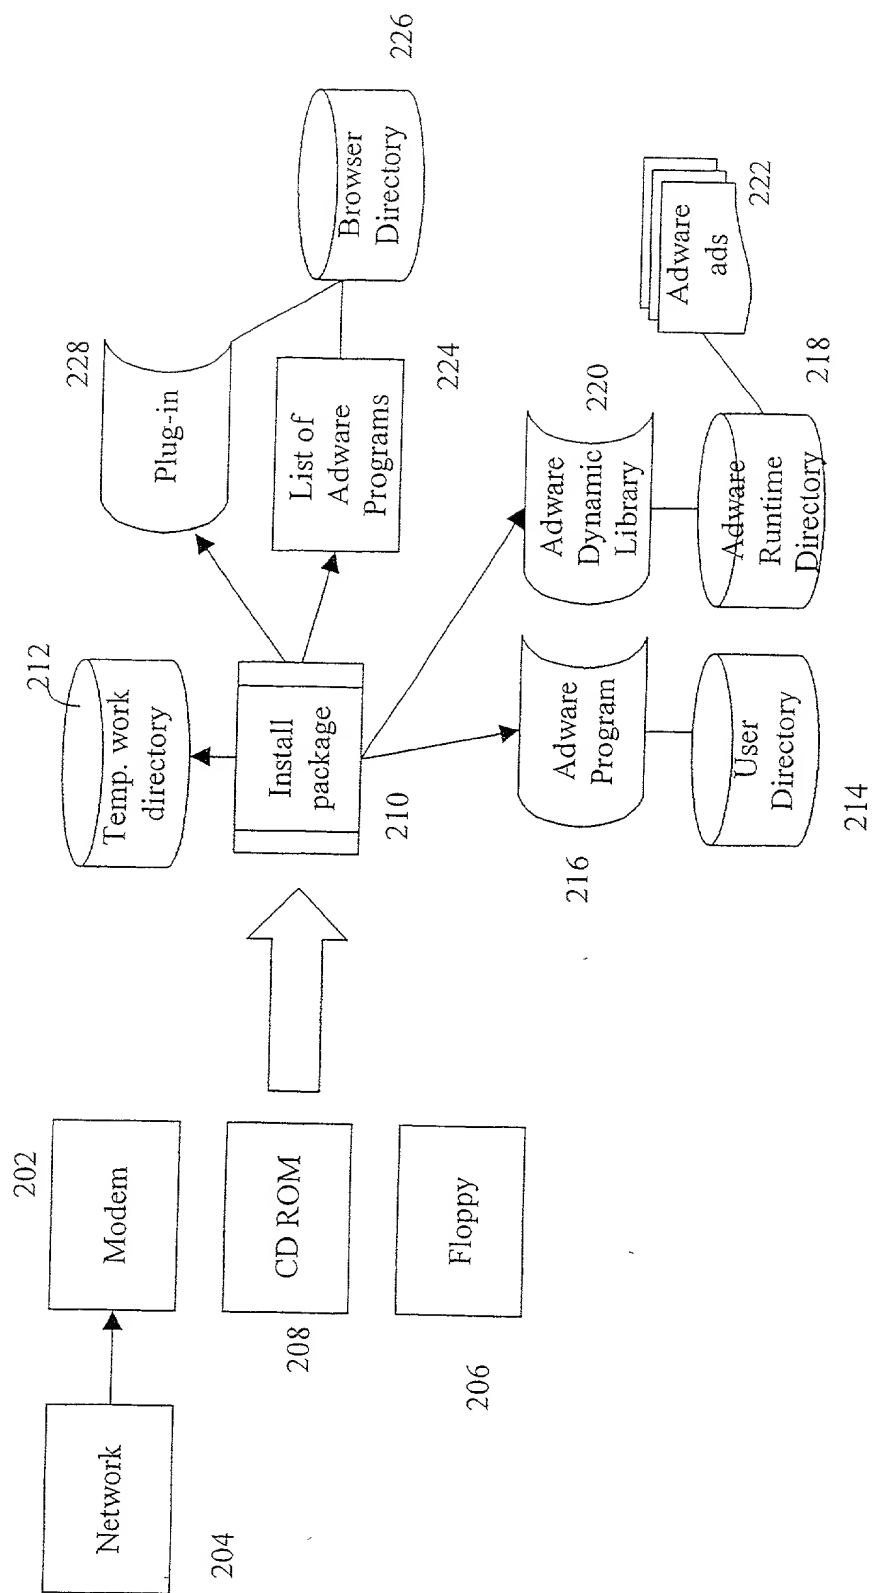 Network
204
202
Modem
CD ROM
208
Floppy
206
212
Temp. work
directory
Install
package
210
228
Plug-in
List of
Adware
Programs
224
Browser
Directory
226
216
Adware
Program
User
Directory
214
220
Adware
Dynamic
Library
Adware
Runtime
Directory
218
Adware
ads
222